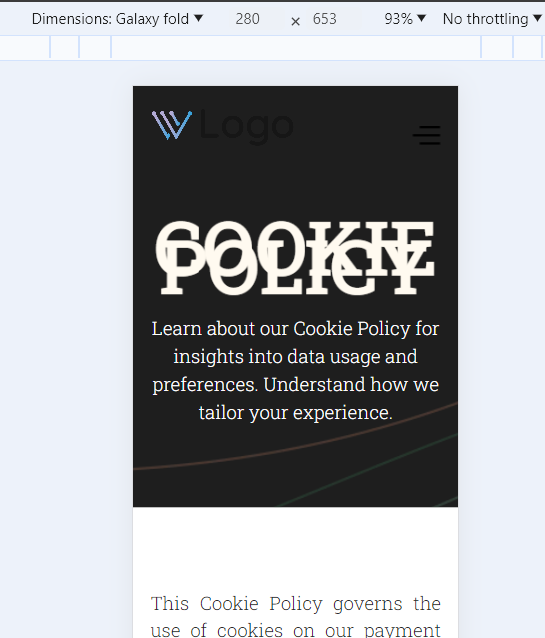 Dimensions: Galaxy fold ▼ 280 × 653 93% ▼ No throttling ▼
Logo
COOKIE
POLICY
Learn about our Cookie Policy for
insights into data usage and
preferences. Understand how we
tailor your experience.
This Cookie Policy governs the
use of cookies on our payment